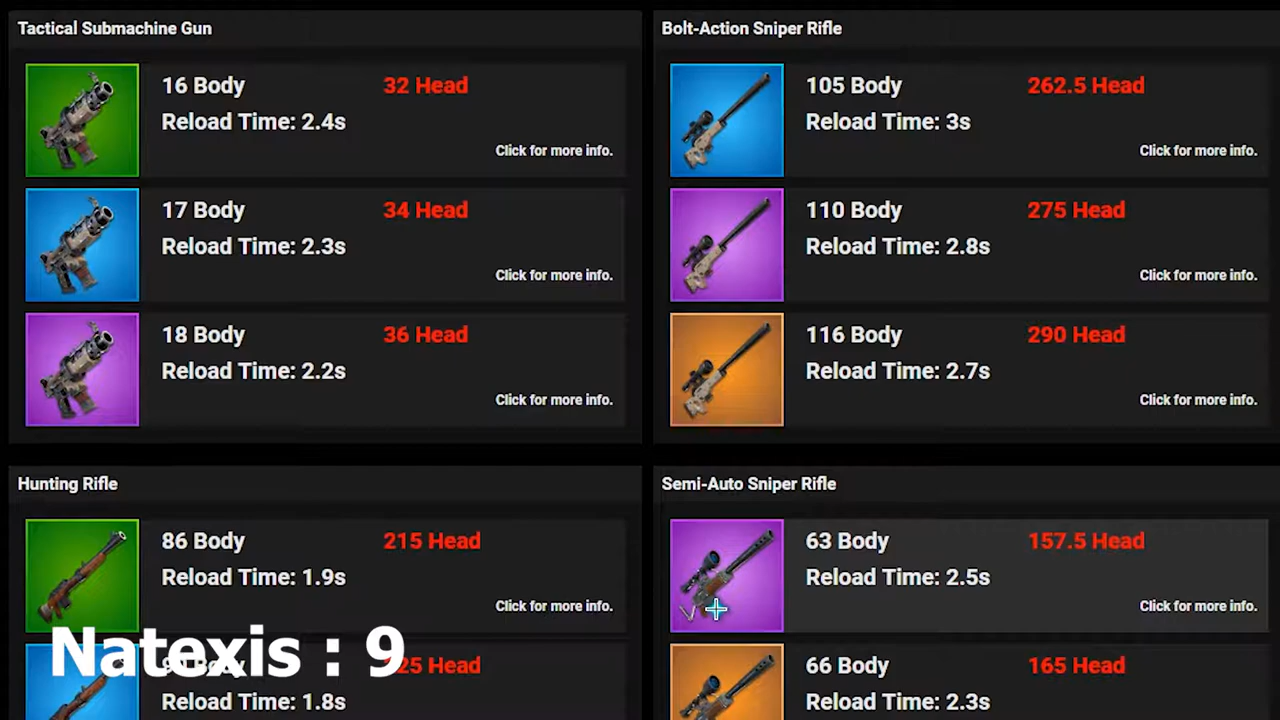 Tactical Submachine Gun
16 Body 32 Head
Reload Time: 2.4s
Click for more info.
17 Body 34 Head
Reload Time: 2.3s
Click for more info.
18 Body 36 Head
Reload Time: 2.2s
Click for more info.
Bolt-Action Sniper Rifle
105 Body 262.5 Head
Reload Time: 3s
Click for more info.
110 Body 275 Head
Reload Time: 2.8s
Click for more info.
116 Body 290 Head
Reload Time: 2.7s
Click for more info.
Hunting Rifle
86 Body 215 Head
Reload Time: 1.9s
Click for more info.
Body Head
Reload Time: 1.8s
Natexis : 9
Semi-Auto Sniper Rifle
63 Body 157.5 Head
Reload Time: 2.5s
Click for more info.
66 Body 165 Head
Reload Time: 2.3s